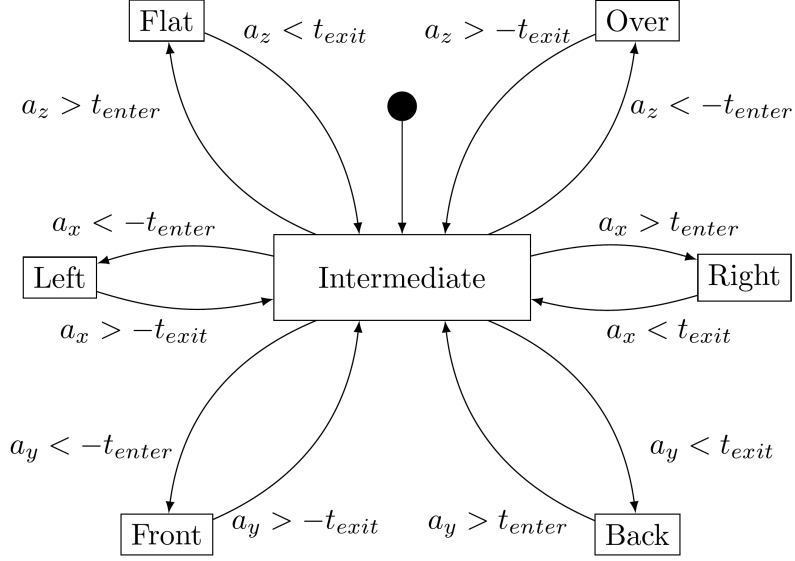 Flat
a_z < t_exit
a_z > −t_exit
Over
a_z > t_enter
a_z < −t_enter
a_x < −t_enter
a_x > t_enter
Left
Intermediate
Right
a_x > −t_exit
a_x < t_exit
a_y < −t_enter
a_y < t_exit
Front
a_y > −t_exit
a_y > t_enter
Back